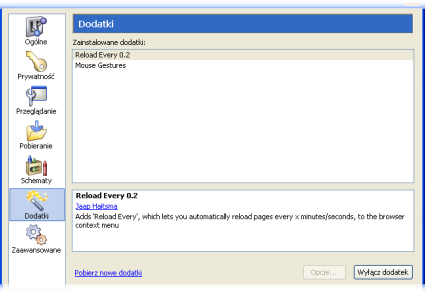 Ogólne
Prywatność
Przeglądanie
Pobieranie
Schematy
Dodatki
Zaawansowane
Dodatki
Zainstalowane dodatki:
Reload Every 0.2
Mouse Gestures
Reload Every 0.2
Jaap Haitsma
Adds 'Reload Every', which lets you automatically reload pages every x minutes/seconds, to the browser
context menu
Pobierz nowe dodatki
Opcje...
Wyłącz dodatek